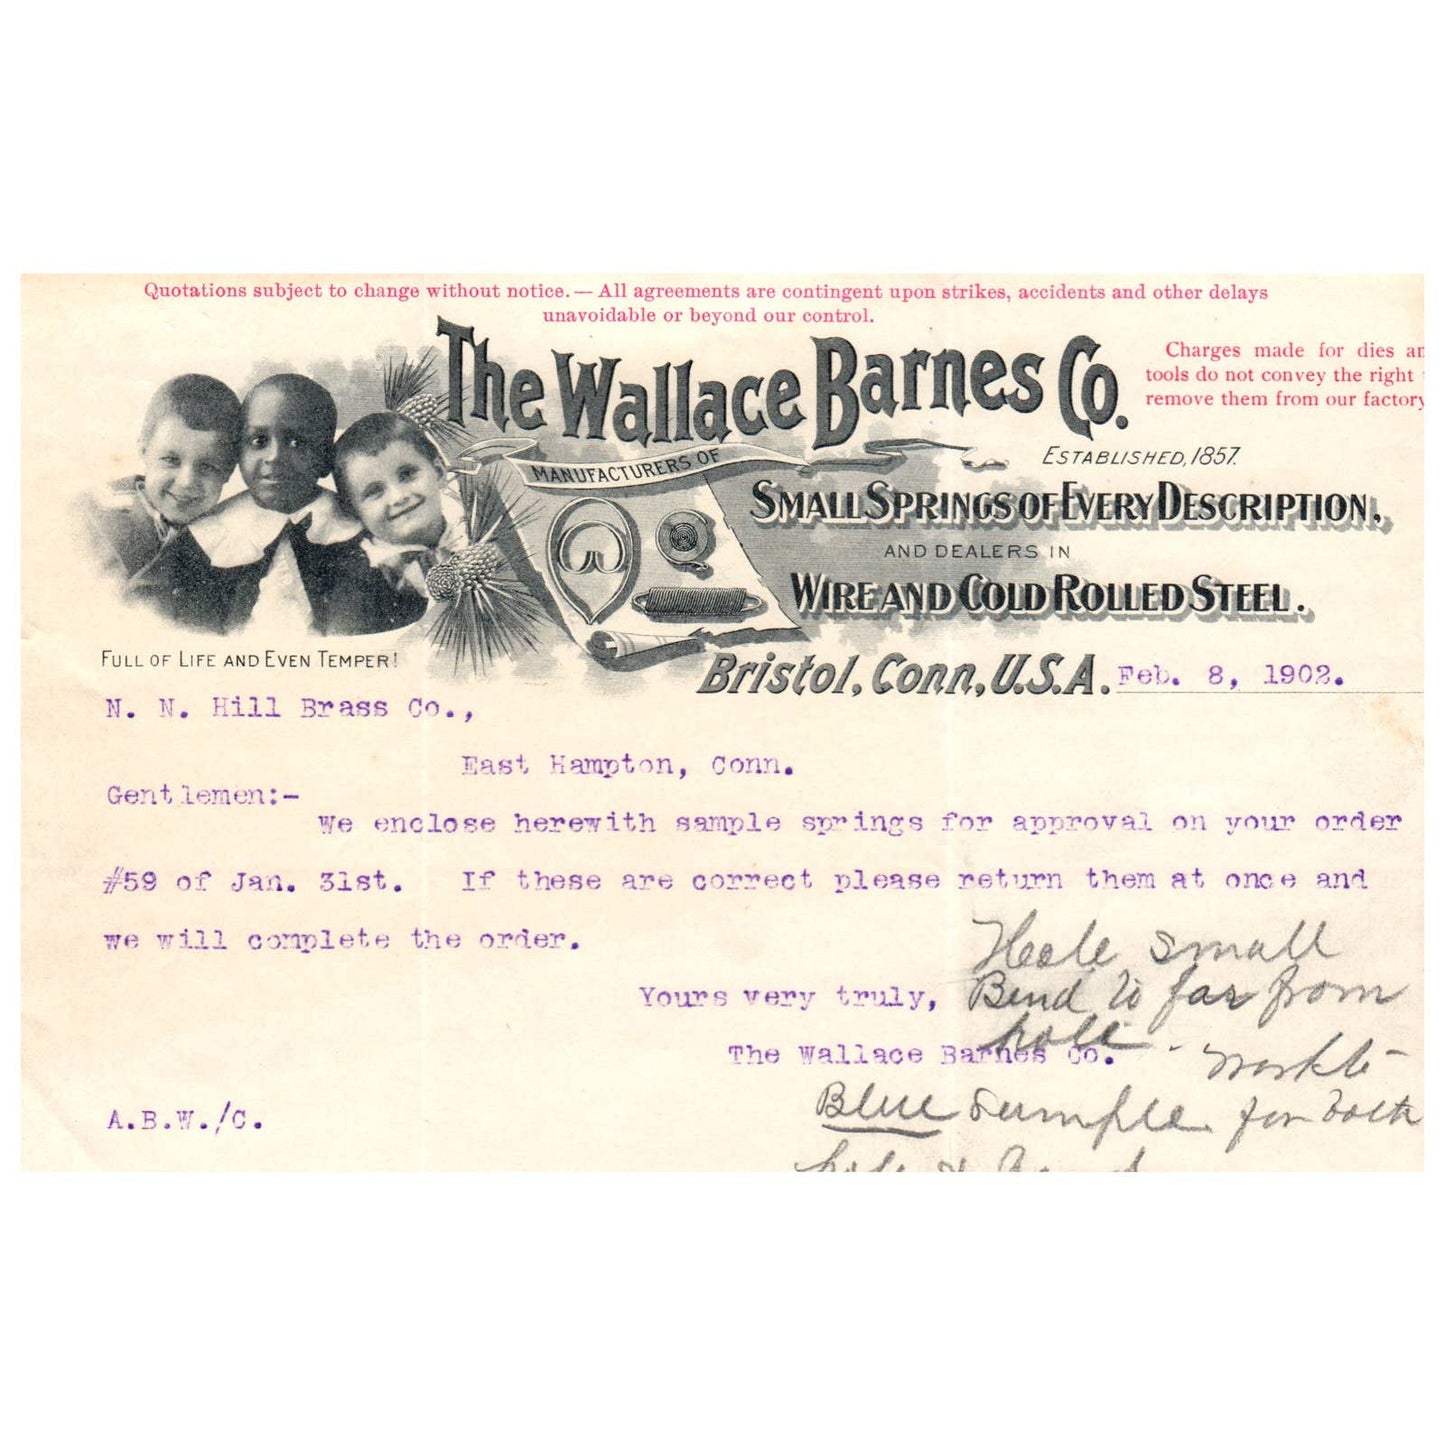 Quotations subject to change without notice.— All agreements are contingent upon strikes, accidents and other delays
unavoidable or beyond our control.
The Wallace Barnes Co.
Charges made for dies an
tools do not convey the right
remove them from our factory
ESTABLISHED, 1857.
MANUFACTURERS OF
SMALL SPRINGS OF EVERY DESCRIPTION,
AND DEALERS IN
WIRE AND COLD ROLLED STEEL.
FULL OF LIFE AND EVEN TEMPER!
Bristol, Conn, U.S.A. Feb. 8, 1902.
N. N. Hill Brass Co.,
East Hampton, Conn.
Gentlemen:-
We enclose herewith sample springs for approval on your order
#59 of Jan. 31st. If these are correct please return them at once and
we will complete the order.
Yours very truly,
The Wallace Barnes Co.
A.B.W./C.
Hole small
Bend to far from
hole -
Blue Sample for both